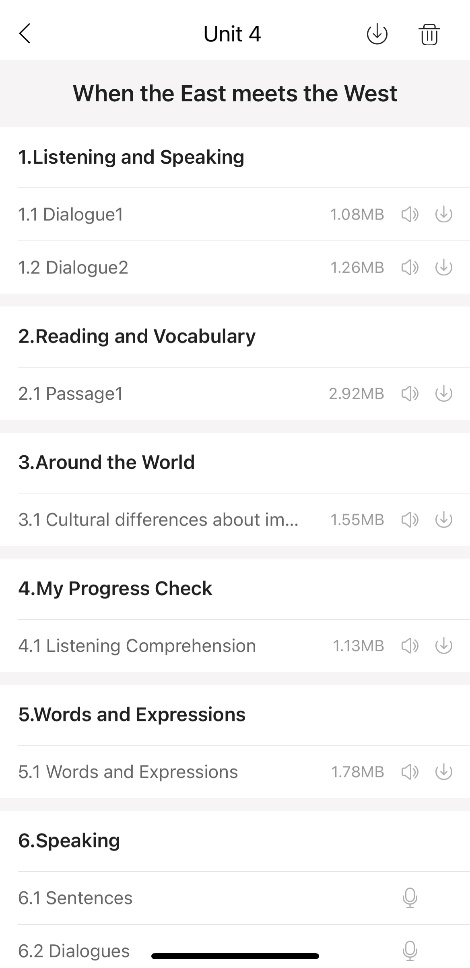 Unit 4
When the East meets the West
1.Listening and Speaking
1.1 Dialogue1 1.08MB
1.2 Dialogue2 1.26MB
2.Reading and Vocabulary
2.1 Passage1 2.92MB
3.Around the World
3.1 Cultural differences about im... 1.55MB
4.My Progress Check
4.1 Listening Comprehension 1.13MB
5.Words and Expressions
5.1 Words and Expressions 1.78MB
6.Speaking
6.1 Sentences
6.2 Dialogues